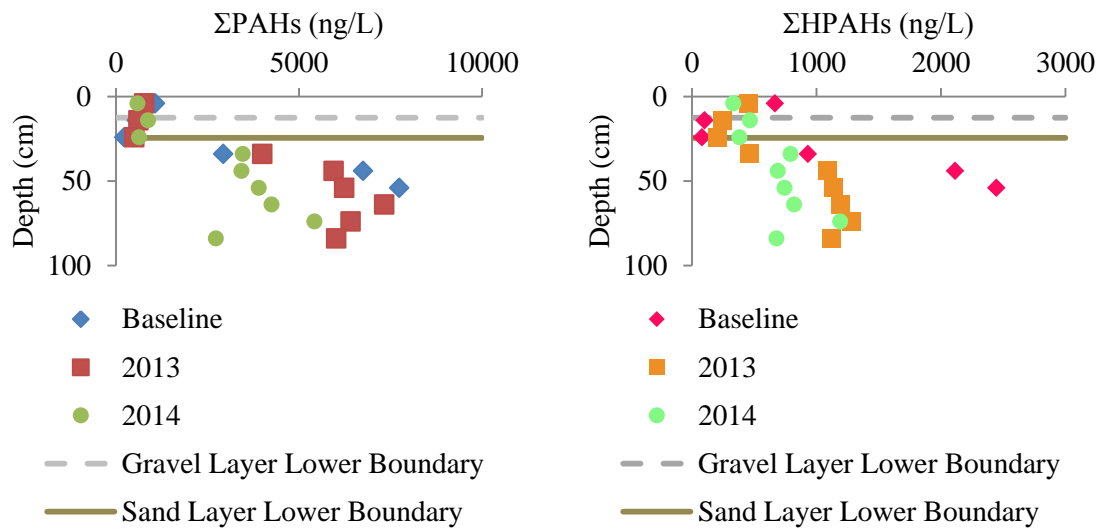 ΣPAHs (ng/L)
0 5000 10000
0
50
100
Depth (cm)
Baseline
2013
2014
Gravel Layer Lower Boundary
Sand Layer Lower Boundary
ΣHPAHs (ng/L)
0 1000 2000 3000
0
50
100
Depth (cm)
Baseline
2013
2014
Gravel Layer Lower Boundary
Sand Layer Lower Boundary